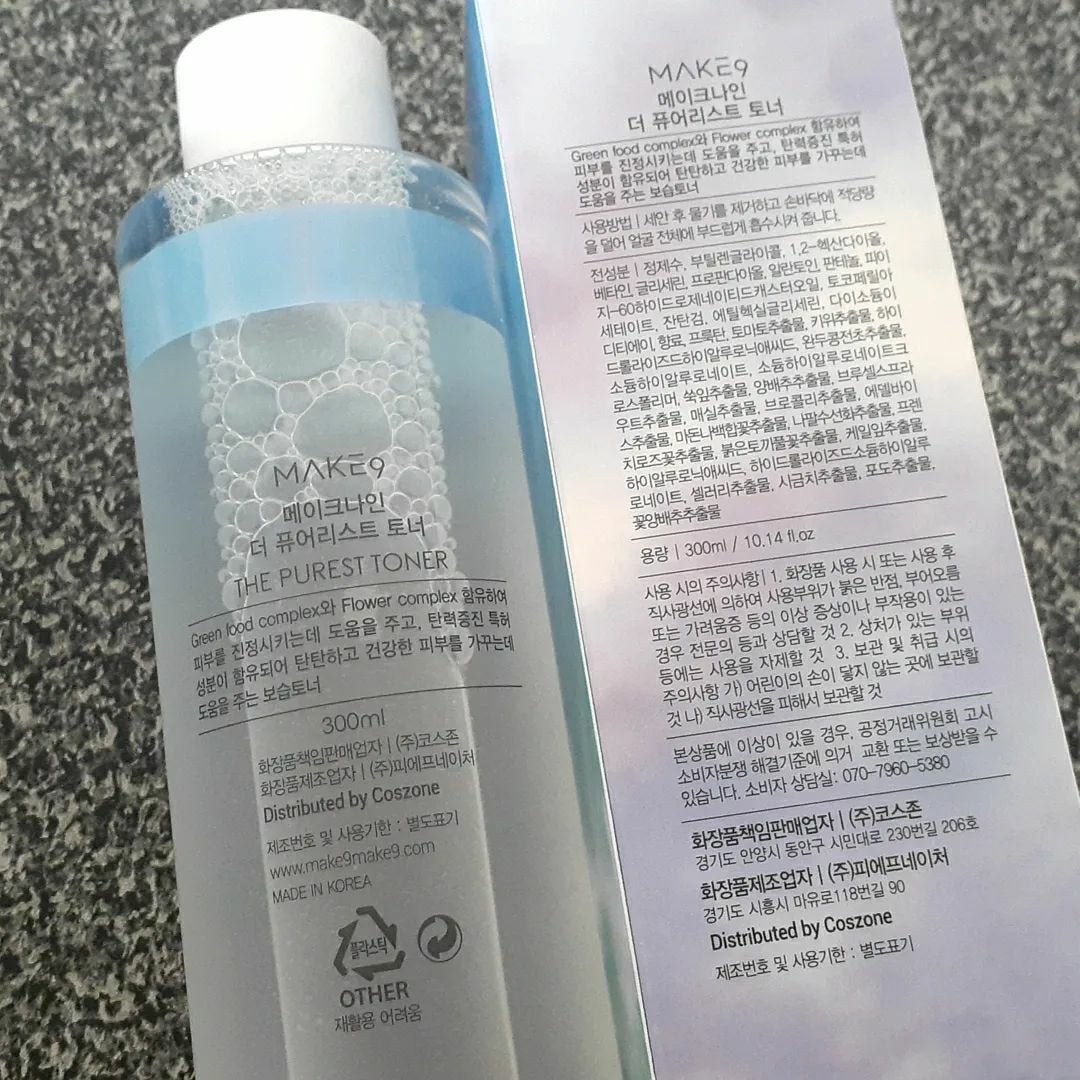 MAKE9
메이크나인
더 퓨어리스트 토너
THE PUREST TONER
Green food complex와 Flower complex 함유하여
피부를 진정시키는데 도움을 주고, 탄력증진 특허
성분이 함유되어 탄탄하고 건강한 피부를 가꾸는데
도움을 주는 보습토너
300ml
화장품책임판매업자 | (주)코스존
화장품제조업자 | (주)피에프네이처
Distributed by Coszone
제조번호 및 사용기한 : 별도표기
www.make9make9.com
MADE IN KOREA
플라스틱
OTHER
재활용 어려움
MAKE9
메이크나인
더 퓨어리스트 토너
Green food complex와 Flower complex 함유하여
피부를 진정시키는데 도움을 주고, 탄력증진 특허
성분이 함유되어 탄탄하고 건강한 피부를 가꾸는데
도움을 주는 보습토너
사용방법 | 세안 후 물기를 제거하고 손바닥에 적당량
을 덜어 얼굴 전체에 부드럽게 흡수시켜 줍니다.
전성분 | 정제수, 부틸렌글라이콜, 1,2-헥산다이올,
베타인, 글리세린, 프로판다이올, 알란토인, 판테놀, 피이
지-60하이드로제네이티드캐스터오일, 토코페릴아
세테이트, 잔탄검, 에틸헥실글리세린, 다이소듐이
디티에이, 향료, 프룩탄, 토마토추출물, 키위추출물, 하이
드롤라이즈드하이알루로닉애씨드, 완두콩전초추출물,
소듐하이알루로네이트, 소듐하이알루로네이트크
로스폴리머, 쑥잎추출물, 양배추추출물, 브루셀스프라
우트추출물, 매실추출물, 브로콜리추출물, 에델바이
스추출물, 마돈나백합꽃추출물, 나팔수선화추출물, 프렌
치로즈꽃추출물, 붉은토끼풀꽃추출물, 케일잎추출물,
하이알루로닉애씨드, 하이드롤라이즈드소듐하이알루
로네이트, 셀러리추출물, 시금치추출물, 포도추출물,
꽃양배추추출물
용량 | 300ml / 10.14 fl.oz
사용 시의 주의사항 | 1. 화장품 사용 시 또는 사용 후
직사광선에 의하여 사용부위가 붉은 반점, 부어오름
또는 가려움증 등의 이상 증상이나 부작용이 있는
경우 전문의 등과 상담할 것 2. 상처가 있는 부위
등에는 사용을 자제할 것 3. 보관 및 취급 시의
주의사항 가) 어린이의 손이 닿지 않는 곳에 보관할
것 나) 직사광선을 피해서 보관할 것
본상품에 이상이 있을 경우, 공정거래위원회 고시
소비자분쟁 해결기준에 의거 교환 또는 보상받을 수
있습니다. 소비자 상담실: 070-7960-5380
화장품책임판매업자 | (주)코스존
경기도 안양시 동안구 시민대로 230번길 206호
화장품제조업자 | (주)피에프네이처
경기도 시흥시 마유로118번길 90
Distributed by Coszone
제조번호 및 사용기한 : 별도표기